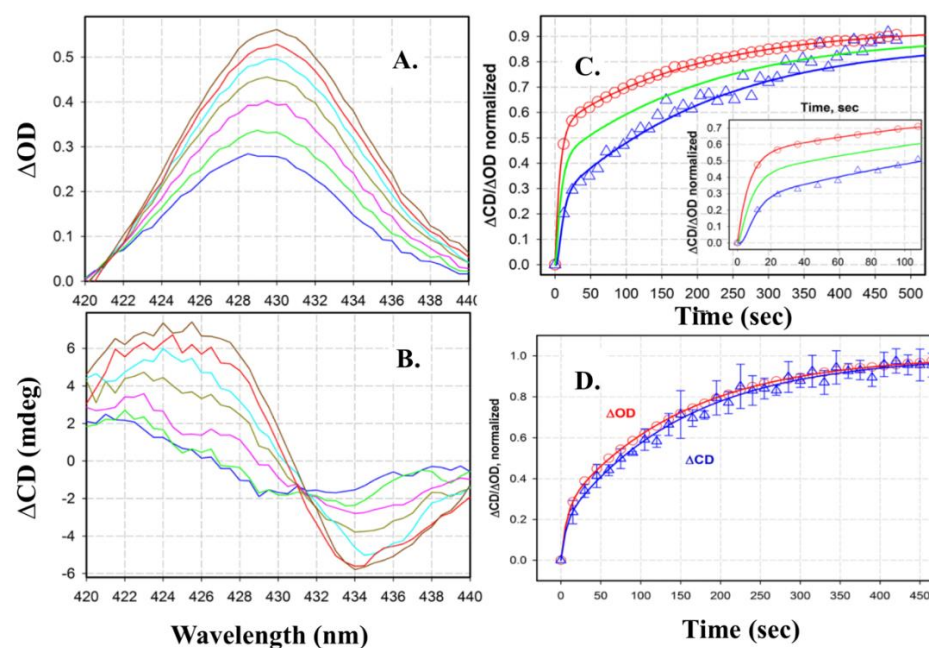 A.
ΔOD
0.5
0.4
0.3
0.2
0.1
0.0
420 422 424 426 428 430 432 434 436 438 440
B.
ΔCD (mdeg)
6
4
2
0
-2
-4
-6
420 422 424 426 428 430 432 434 436 438 440
Wavelength (nm)
C.
ΔCD/ΔOD normalized
0.9
0.8
0.7
0.6
0.5
0.4
0.3
0.2
0.1
0.0
0 50 100 150 200 250 300 350 400 450 500
Time (sec)
Time, sec
ΔCD/ΔOD normalized
0.7
0.6
0.5
0.4
0.3
0.2
0.1
0.0
0 20 40 60 80 100
D.
ΔCD/ΔOD, normalized
1.0
0.8
0.6
0.4
0.2
0.0
ΔOD
ΔCD
0 50 100 150 200 250 300 350 400 450
Time (sec)